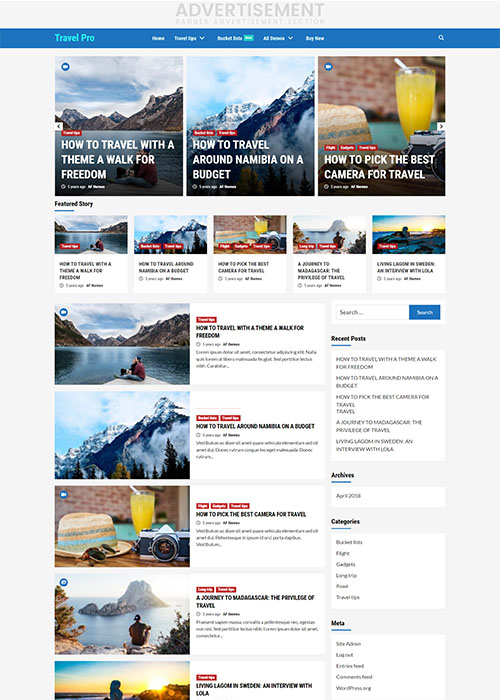 ADVERTISEMENT
BANNER ADVERTISEMENT SECTION
Travel Pro
Home Travel tips Bucket lists New All Demos Buy Now
Travel tips
HOW TO TRAVEL WITH A
THEME A WALK FOR
FREEDOM
5 years ago AF themes
Bucket lists Travel tips
HOW TO TRAVEL
AROUND NAMIBIA ON A
BUDGET
5 years ago AF themes
Flight Gadgets Travel tips
HOW TO PICK THE BEST
CAMERA FOR TRAVEL
5 years ago AF themes
Featured Story
Travel tips
HOW TO TRAVEL WITH A
THEME A WALK FOR
FREEDOM
5 years ago AF themes
Bucket lists Travel tips
HOW TO TRAVEL AROUND
NAMIBIA ON A BUDGET
5 years ago AF themes
Flight Gadgets Travel tips
HOW TO PICK THE BEST
CAMERA FOR TRAVEL
5 years ago AF themes
Long trip Travel tips
A JOURNEY TO
MADAGASCAR: THE
PRIVILEGE OF TRAVEL
5 years ago AF themes
Travel tips
LIVING LAGOM IN SWEDEN:
AN INTERVIEW WITH LOLA
5 years ago AF themes
Travel tips
HOW TO TRAVEL WITH A THEME A WALK FOR
FREEDOM
5 years ago AF themes
Lorem ipsum dolor sit amet, consectetur adipiscing elit. Nulla
quis lorem ut libero malesuada feugiat. Sed porttitor lectus
nibh. Curabitur...
Bucket lists Travel tips
HOW TO TRAVEL AROUND NAMIBIA ON A BUDGET
5 years ago AF themes
Vestibulum ac diam sit amet quam vehicula elementum sed sit
amet dui. Donec rutrum congue leo eget malesuada. Donec
rutrum...
Flight Gadgets Travel tips
HOW TO PICK THE BEST CAMERA FOR TRAVEL
5 years ago AF themes
Vestibulum ac diam sit amet quam vehicula elementum sed sit
amet dui. Pellentesque in ipsum id orci porta dapibus.
Vestibulum...
Long trip Travel tips
A JOURNEY TO MADAGASCAR: THE PRIVILEGE OF
TRAVEL
5 years ago AF themes
Praesent sapien massa, convallis a pellentesque nec, egestas
non nisi. Sed porttitor lectus nibh. Lorem ipsum dolor sit amet,
consectetur...
Travel tips
LIVING LAGOM IN SWEDEN: AN INTERVIEW WITH
LOLA
Search ... Search
Recent Posts
HOW TO TRAVEL WITH A THEME A WALK
FOR FREEDOM
HOW TO TRAVEL AROUND NAMIBIA ON A
BUDGET
HOW TO PICK THE BEST CAMERA FOR
TRAVEL
TRAVEL
A JOURNEY TO MADAGASCAR: THE
PRIVILEGE OF TRAVEL
LIVING LAGOM IN SWEDEN: AN
INTERVIEW WITH LOLA
Archives
April 2018
Categories
Bucket lists
Flight
Gadgets
Long trip
Travel tips
Meta
Site Admin
Log out
Entries feed
Comments feed
WordPress.org